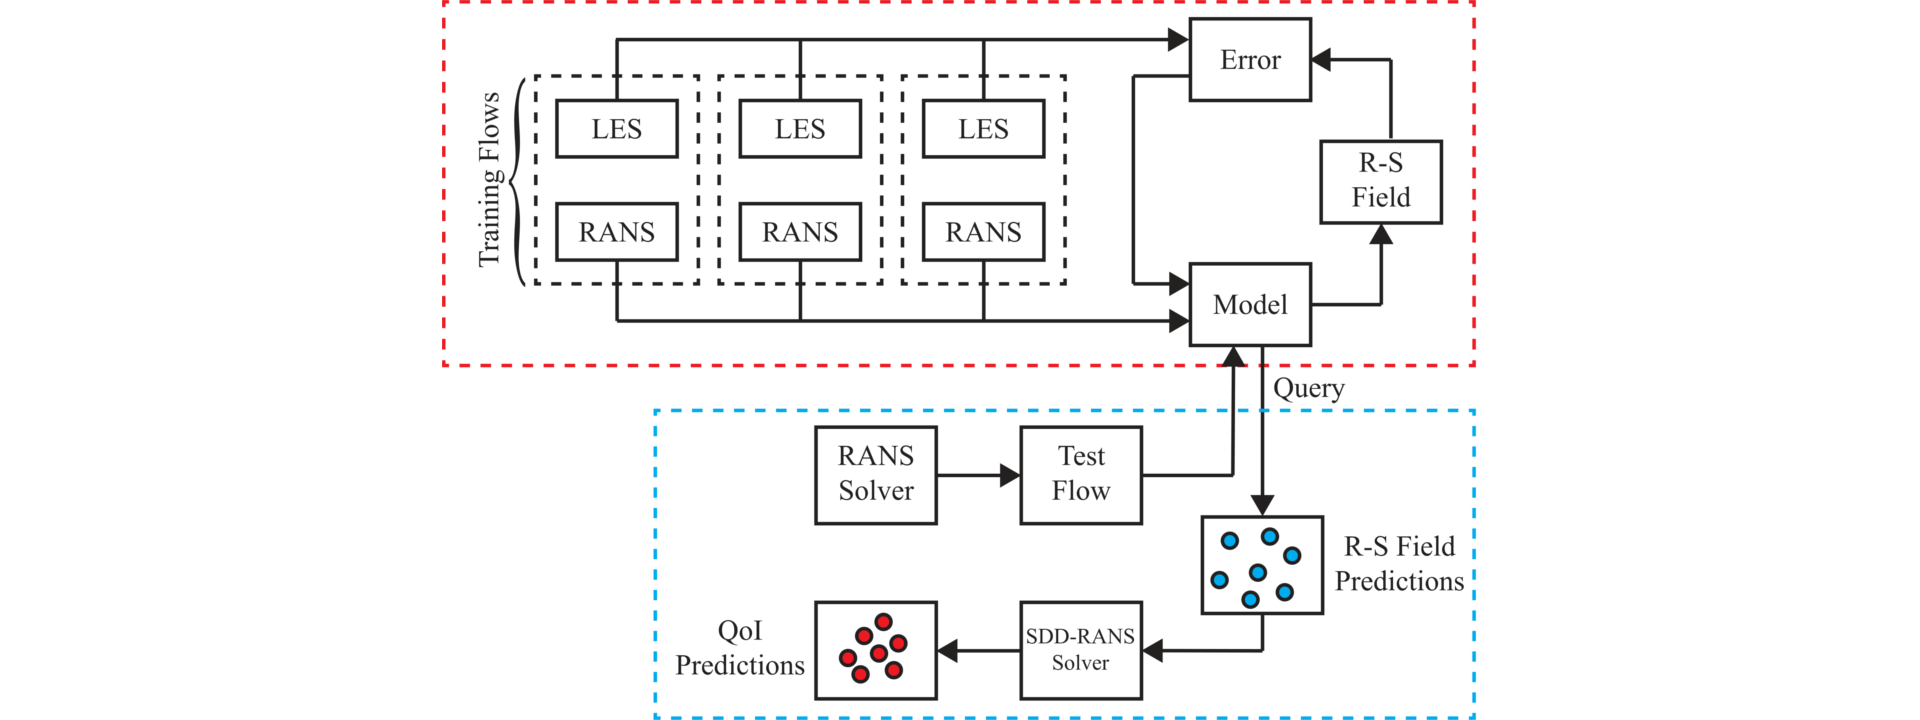 Error
Training Flows
LES
LES
LES
R-S
Field
RANS
RANS
RANS
Model
Query
RANS
Solver
Test
Flow
R-S Field
Predictions
QoI
Predictions
SDD-RANS
Solver